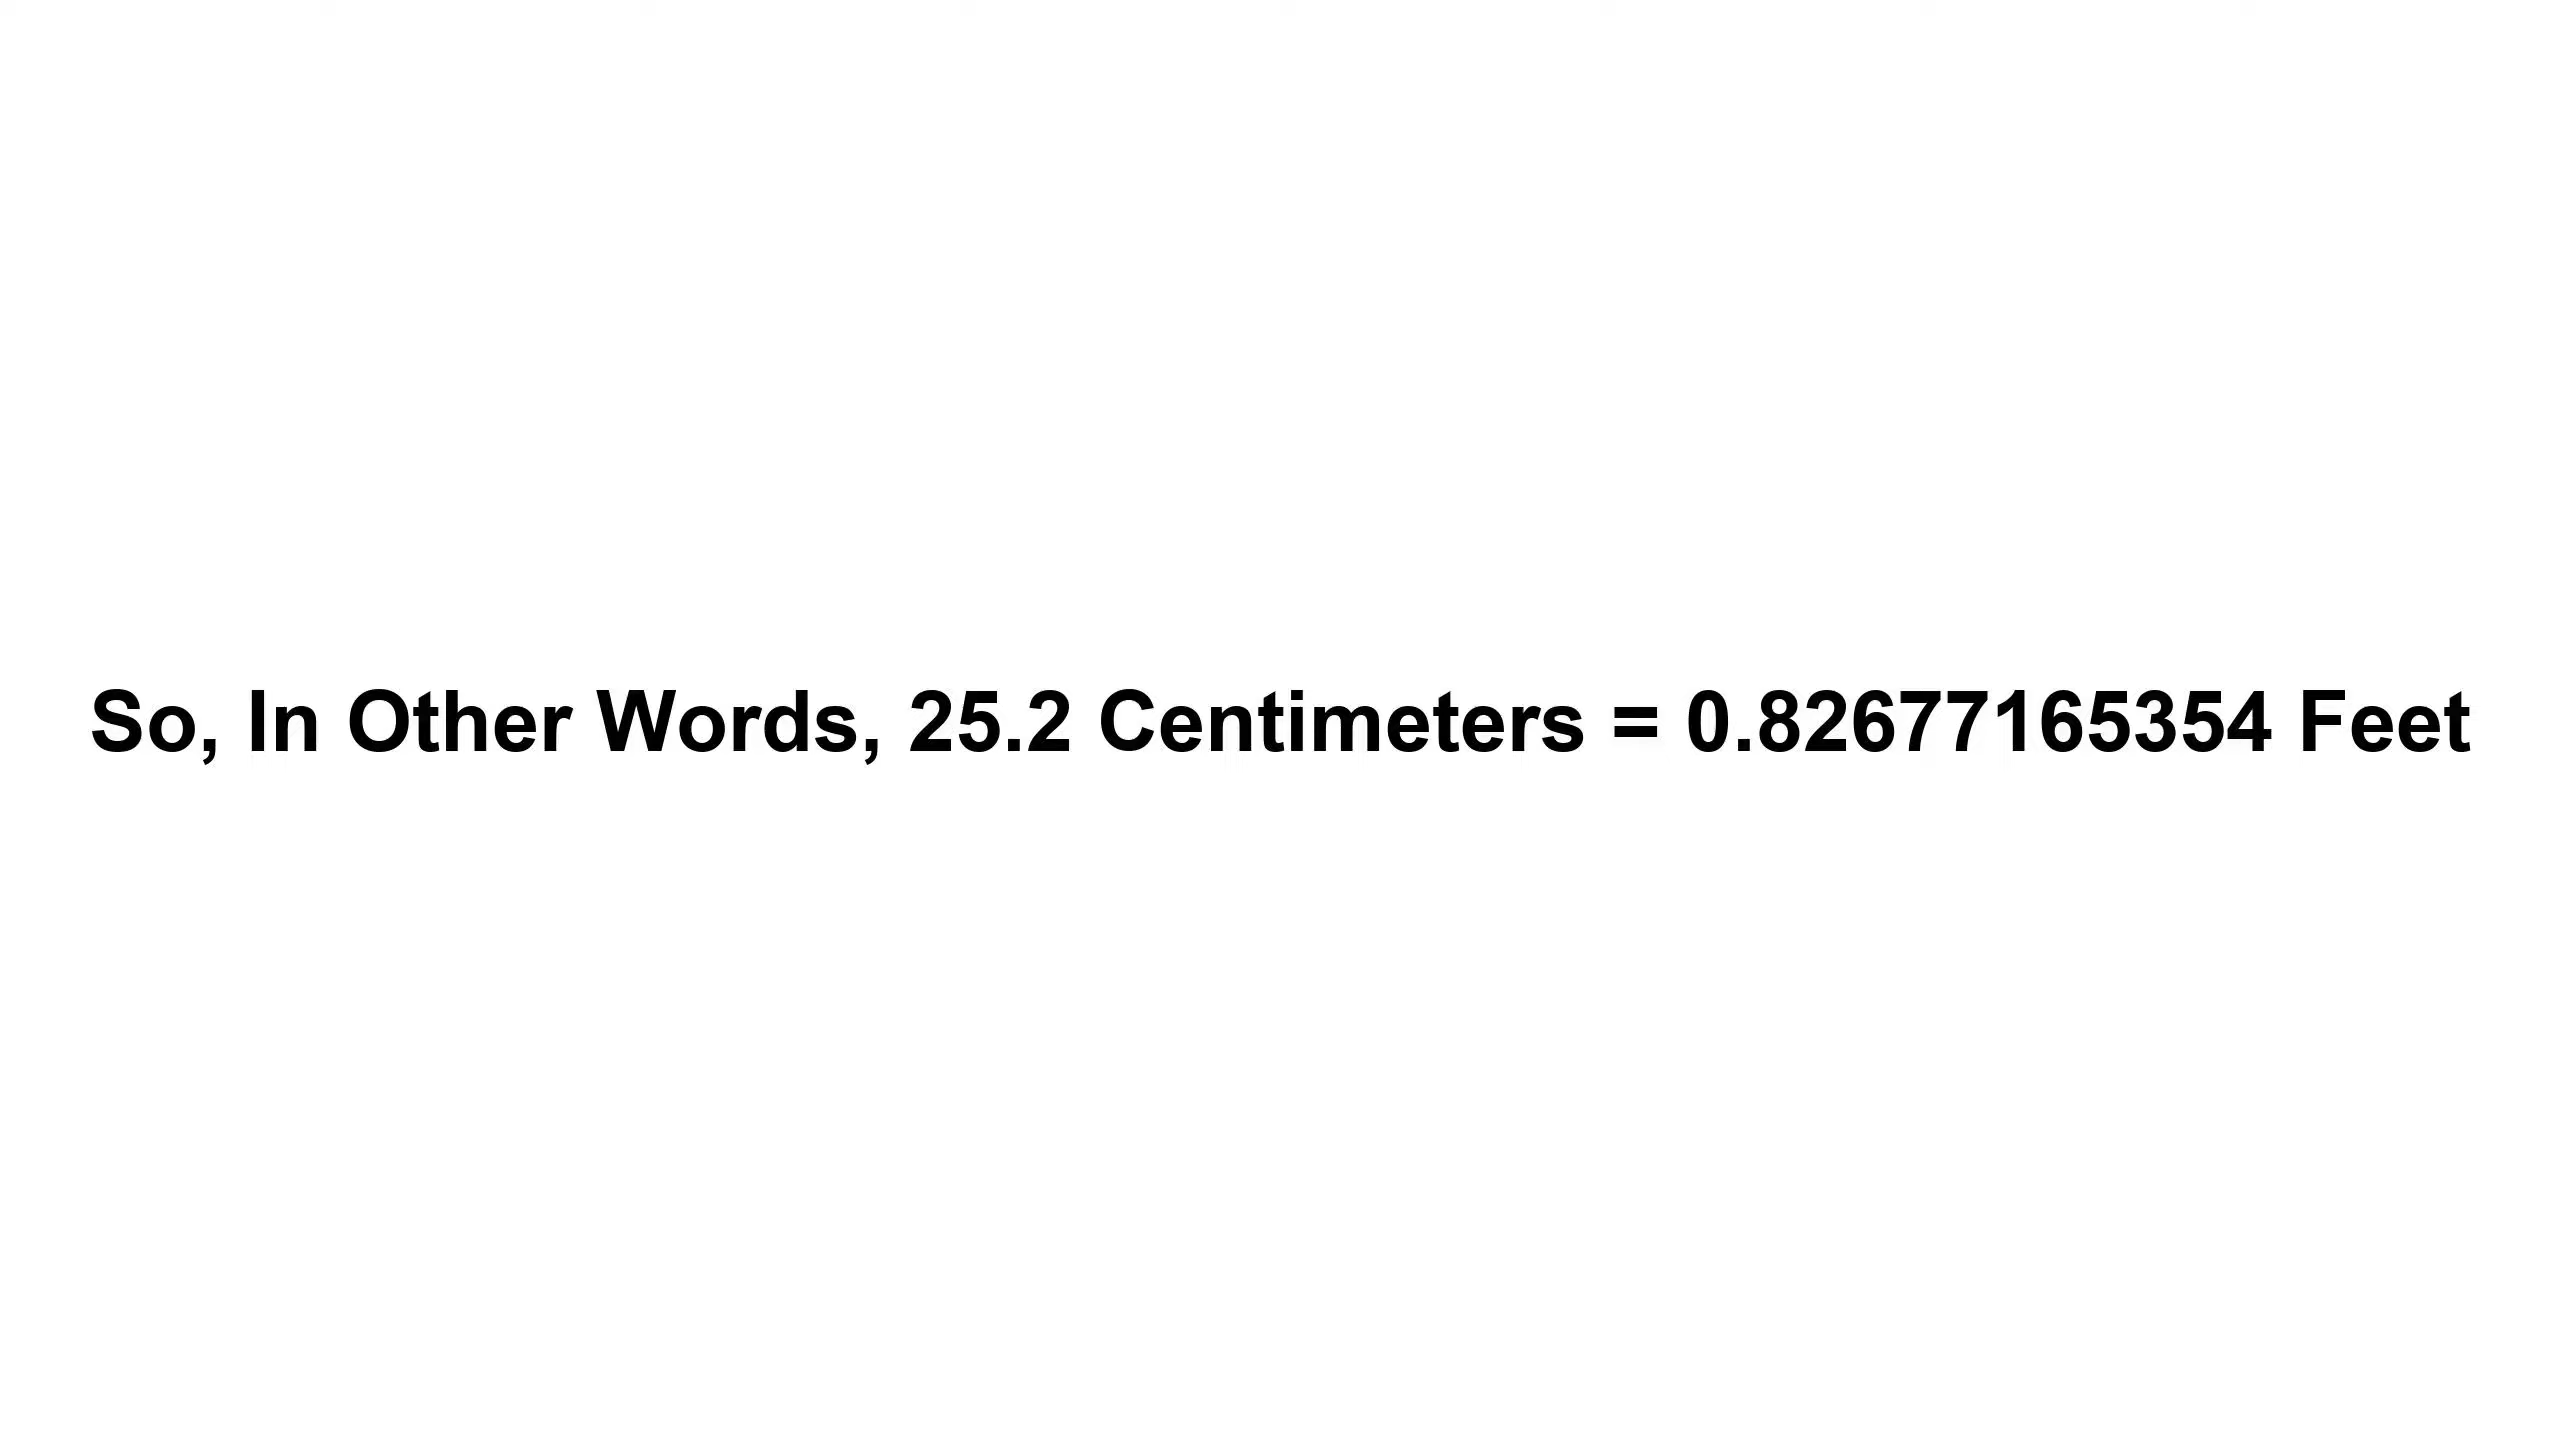 So, In Other Words, 25.2 Centimeters = 0.82677165354 Feet